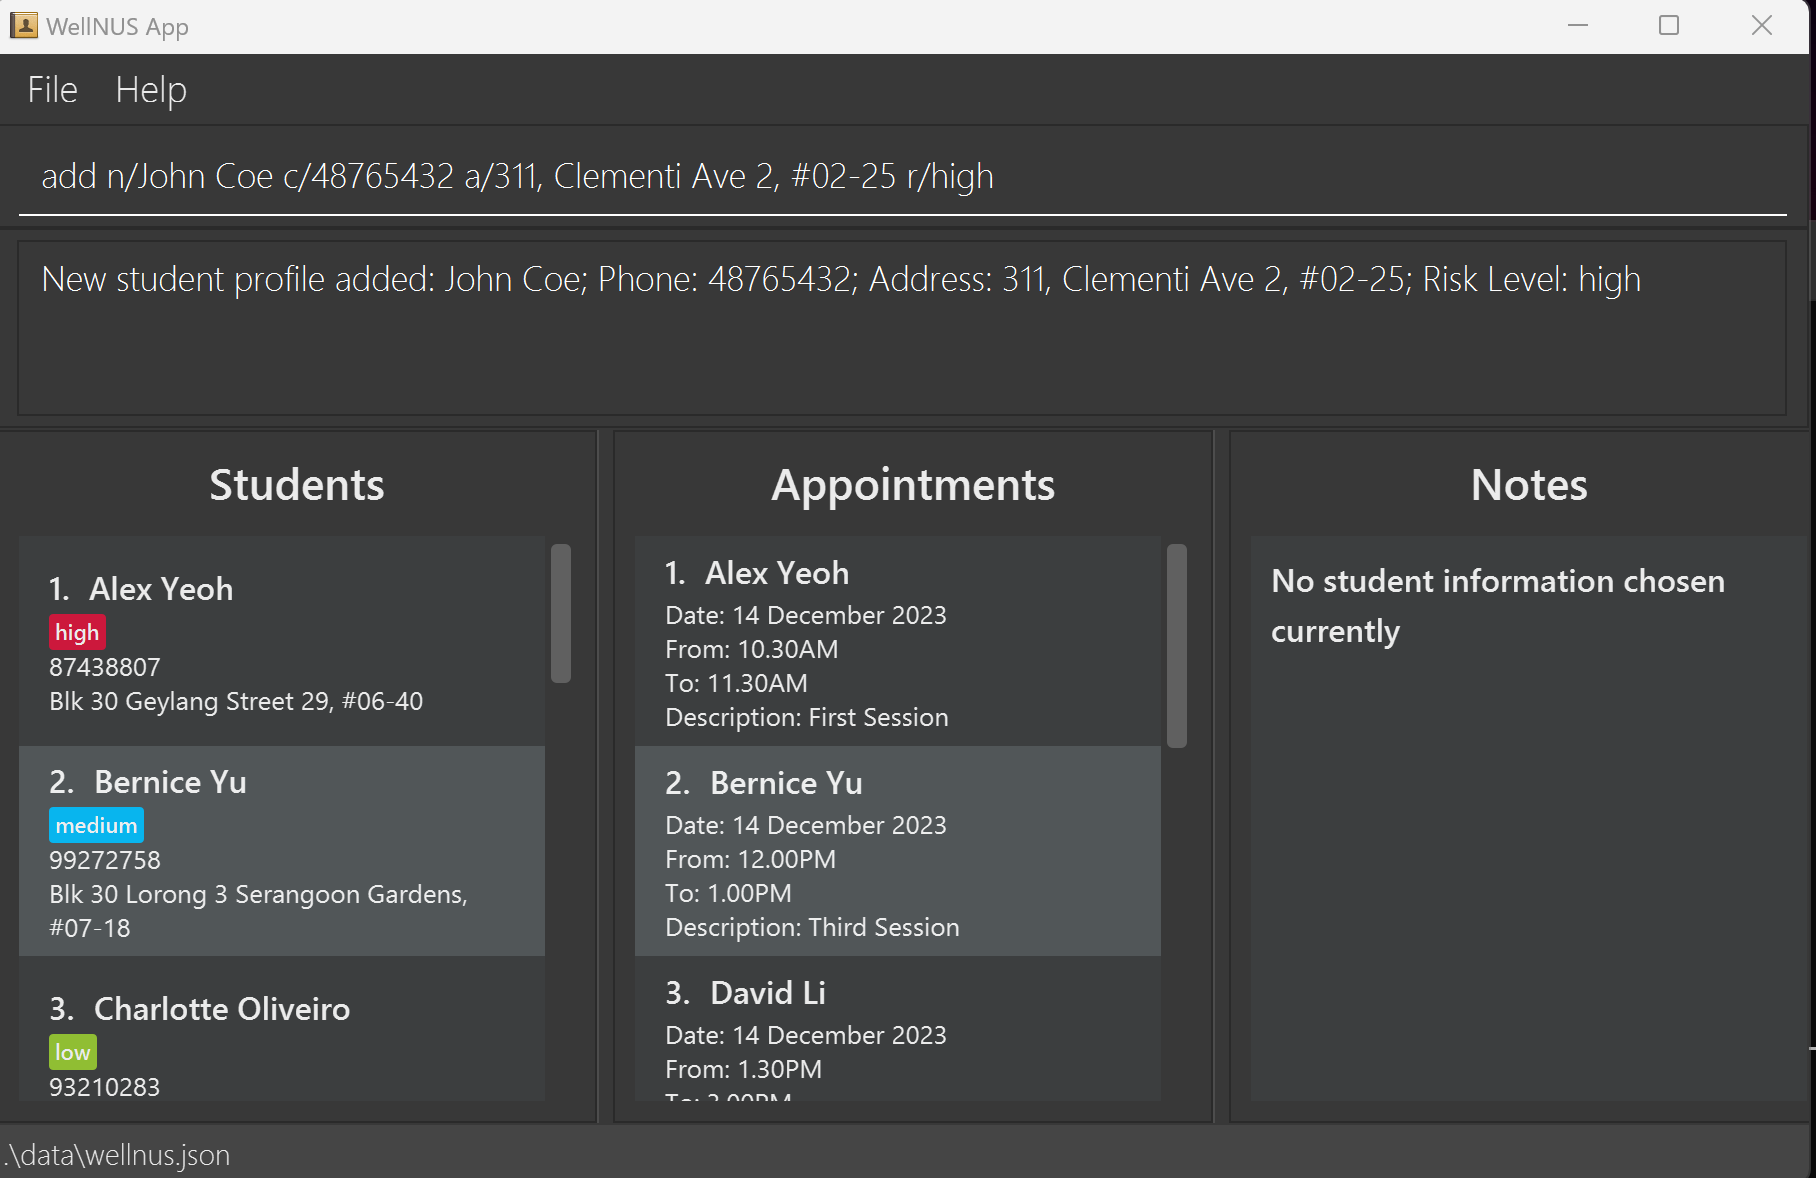 WellNUS App
File Help
add n/John Coe c/48765432 a/311, Clementi Ave 2, #02-25 r/high
New student profile added: John Coe; Phone: 48765432; Address: 311, Clementi Ave 2, #02-25; Risk Level: high
Students
1. Alex Yeoh
high
87438807
Blk 30 Geylang Street 29, #06-40
2. Bernice Yu
medium
99272758
Blk 30 Lorong 3 Serangoon Gardens,
#07-18
3. Charlotte Oliveiro
low
93210283
Appointments
1. Alex Yeoh
Date: 14 December 2023
From: 10.30AM
To: 11.30AM
Description: First Session
2. Bernice Yu
Date: 14 December 2023
From: 12.00PM
To: 1.00PM
Description: Third Session
3. David Li
Date: 14 December 2023
From: 1.30PM
Notes
No student information chosen
currently
.\data\wellnus.json